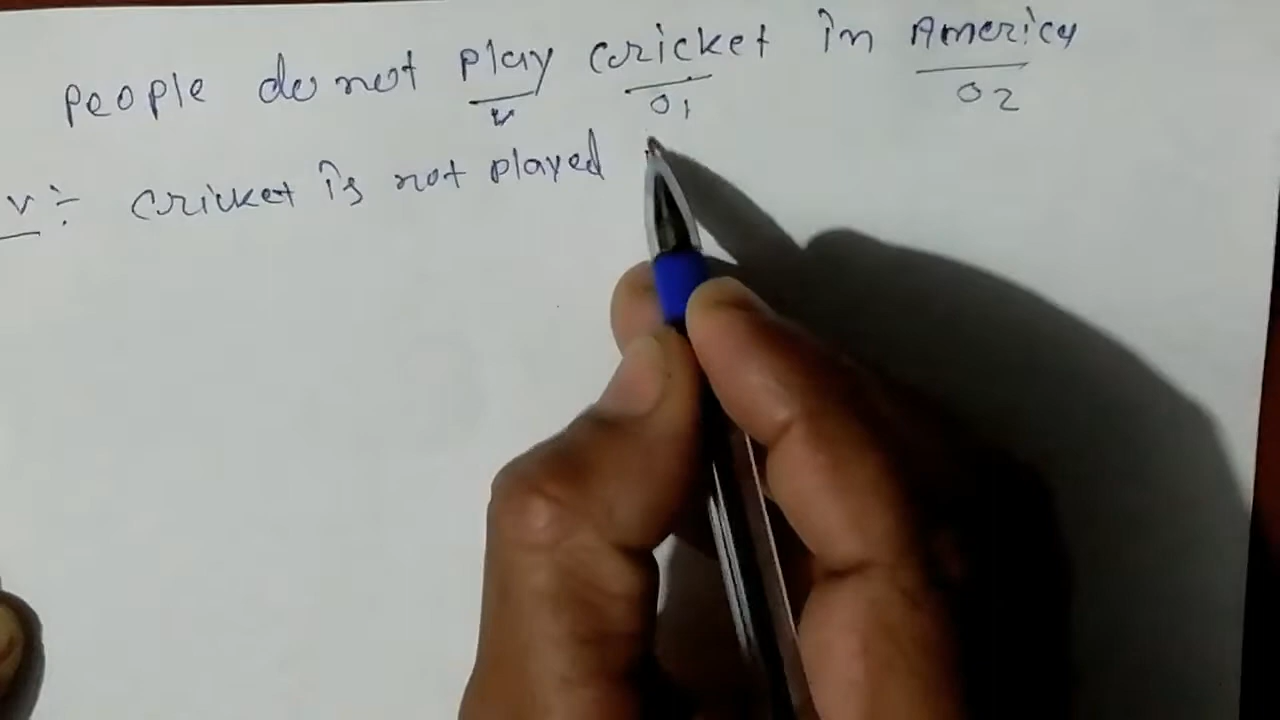 People do not play cricket in America
v O1 O2
v ÷ cricket is not played